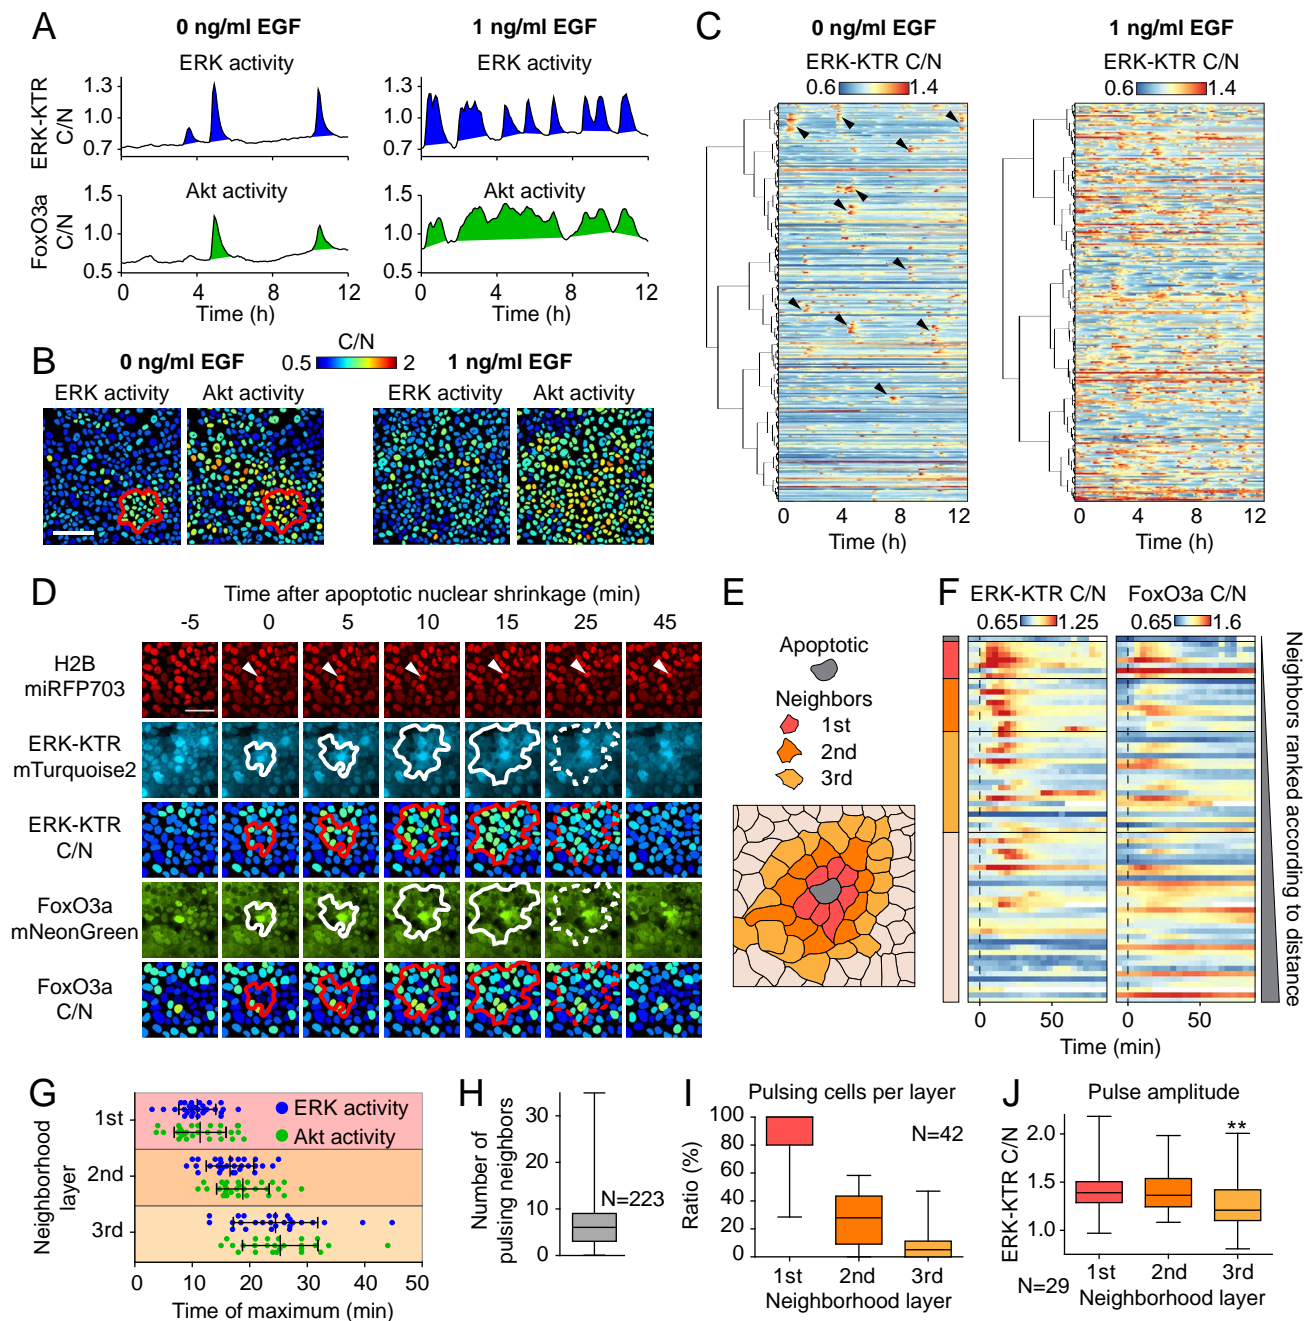 A
0 ng/ml EGF
1 ng/ml EGF
ERK activity
ERK activity
ERK-KTR
C/N
1.3
1.0
0.7
1.3
1.0
0.7
Akt activity
Akt activity
FoxO3a
C/N
1.5
1.0
0.5
1.5
1.0
0.5
0 4 8 12
0 4 8 12
Time (h)
Time (h)
B
C/N
0.5 2
0 ng/ml EGF
1 ng/ml EGF
ERK activity
Akt activity
ERK activity
Akt activity
C
0 ng/ml EGF
1 ng/ml EGF
ERK-KTR C/N
0.6 1.4
ERK-KTR C/N
0.6 1.4
0 4 8 12
0 4 8 12
Time (h)
Time (h)
D
Time after apoptotic nuclear shrinkage (min)
-5 0 5 10 15 25 45
H2B
miRFP703
ERK-KTR
mTurquoise2
ERK-KTR
C/N
FoxO3a
mNeonGreen
FoxO3a
C/N
E
Apoptotic
Neighbors
1st
2nd
3rd
F
ERK-KTR C/N
0.65 1.25
FoxO3a C/N
0.65 1.6
Neighbors ranked according to distance
0 50
0 50
Time (min)
G
Neighborhood
layer
1st
2nd
3rd
ERK activity
Akt activity
0 10 20 30 40 50
Time of maximum (min)
H
Number of
pulsing neighbors
30
20
10
0
N=223
I
Pulsing cells per layer
Ratio (%)
100
80
60
40
20
0
N=42
1st 2nd 3rd
Neighborhood layer
J
Pulse amplitude
ERK-KTR C/N
2.0
1.5
1.0
**
N=29
1st 2nd 3rd
Neighborhood layer